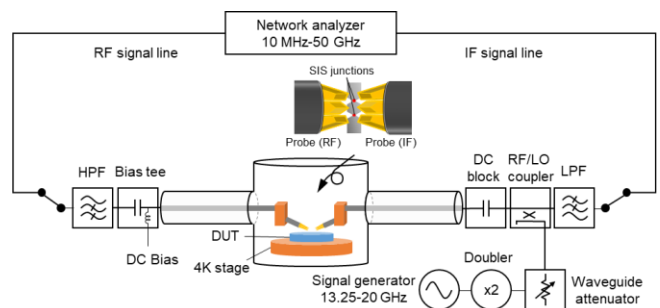 Network analyzer
10 MHz-50 GHz
RF signal line
IF signal line
SIS junctions
Probe (RF)
Probe (IF)
HPF
Bias tee
DC
block
RF/LO
coupler
LPF
DUT
DC Bias
4K stage
Doubler
Signal generator
13.25-20 GHz
x2
Waveguide
attenuator